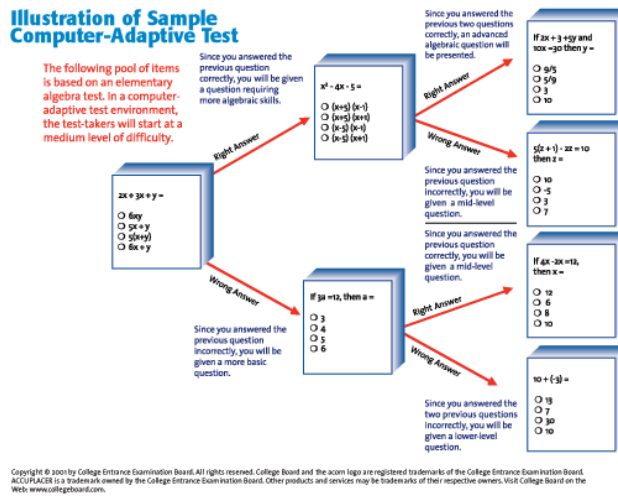 Illustration of Sample
Computer-Adaptive Test
The following pool of items
is based on an elementary
algebra test. In a computer-
adaptive test environment,
the test-takers will start at a
medium level of difficulty.
2x + 3x + y =
6xy
5x + y
5(x+y)
6x + y
Right Answer
Since you answered the
previous question
correctly, you will be given
a question requiring
more algebraic skills.
x² - 4x - 5 =
(x+5) (x-1)
(x+5) (x+1)
(x-5) (x-1)
(x-5) (x+1)
Right Answer
Since you answered the
previous two questions
correctly, an advanced
algebraic question will
be presented.
If 2x + 3 +5y and
10x =30 then y =
9/5
5/9
3
10
Wrong Answer
Since you answered the
previous question
incorrectly, you will be
given a mid-level
question.
5(z + 1) - 2z = 10
then z =
10
-5
3
7
Wrong Answer
Since you answered the
previous question
incorrectly, you will be
given a more basic
question.
If 3a =12, then a =
3
4
5
6
Right Answer
Since you answered the
previous question
correctly, you will be
given a mid-level
question.
If 4x -2x =12,
then x =
12
6
8
10
Wrong Answer
Since you answered the
two previous questions
incorrectly, you will be
given a lower-level
question.
10 + (-3) =
13
7
30
10
Copyright © 2001 by College Entrance Examination Board. All rights reserved. College Board and the acorn logo are registered trademarks of the College Entrance Examination Board.
ACCUPLACER is a trademark owned by the College Entrance Examination Board. Other products and services may be trademarks of their respective owners. Visit College Board on the
Web: www.collegeboard.com.